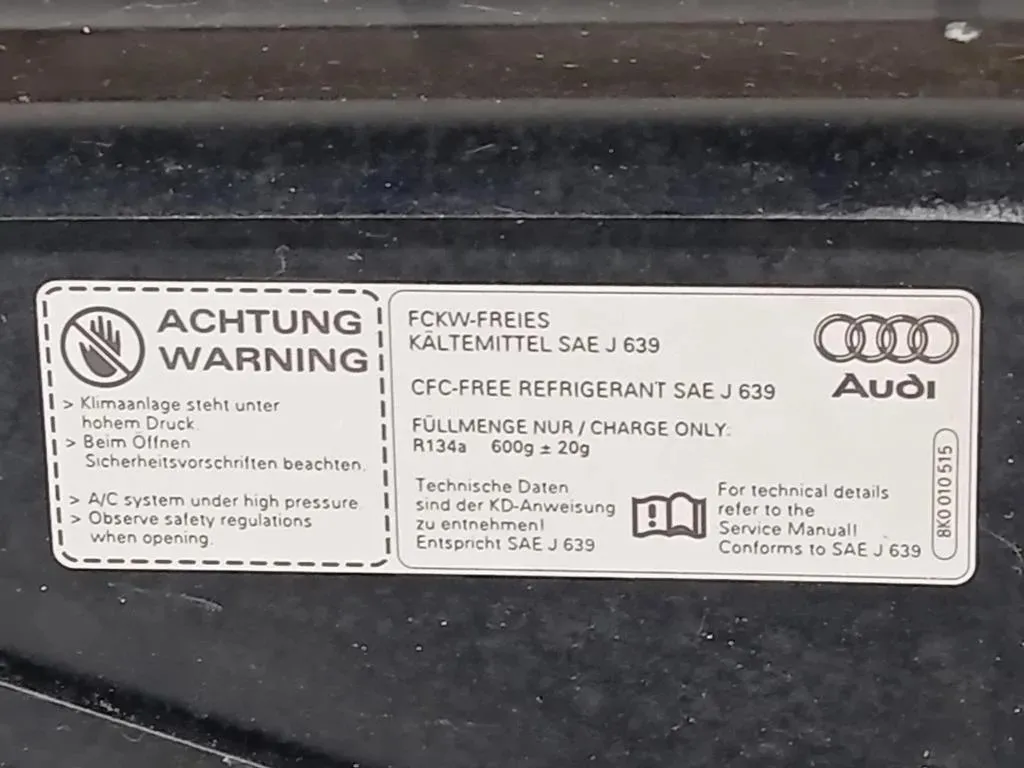 ACHTUNG
WARNING
> Klimaanlage steht unter
hohem Druck.
> Beim Öffnen
Sicherheitsvorschriften beachten.
> A/C system under high pressure
> Observe safety regulations
when opening.
FCKW-FREIES
KÄLTEMITTEL SAE J 639
CFC-FREE REFRIGERANT SAE J 639
FÜLLMENGE NUR / CHARGE ONLY:
R134a 600g ± 20g
Technische Daten
sind der KD-Anweisung
zu entnehmen!
Entspricht SAE J 639
For technical details
refer to the
Service Manual!
Conforms to SAE J 639
Audi
8K0 010 515